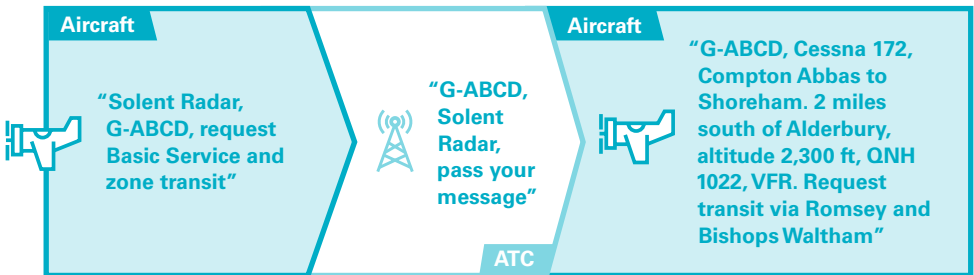 Aircraft
“Solent Radar,
G-ABCD, request
Basic Service and
zone transit”
“G-ABCD,
Solent
Radar,
pass your
message”
ATC
Aircraft
“G-ABCD, Cessna 172,
Compton Abbas to
Shoreham. 2 miles
south of Alderbury,
altitude 2,300 ft, QNH
1022, VFR. Request
transit via Romsey and
Bishops Waltham”